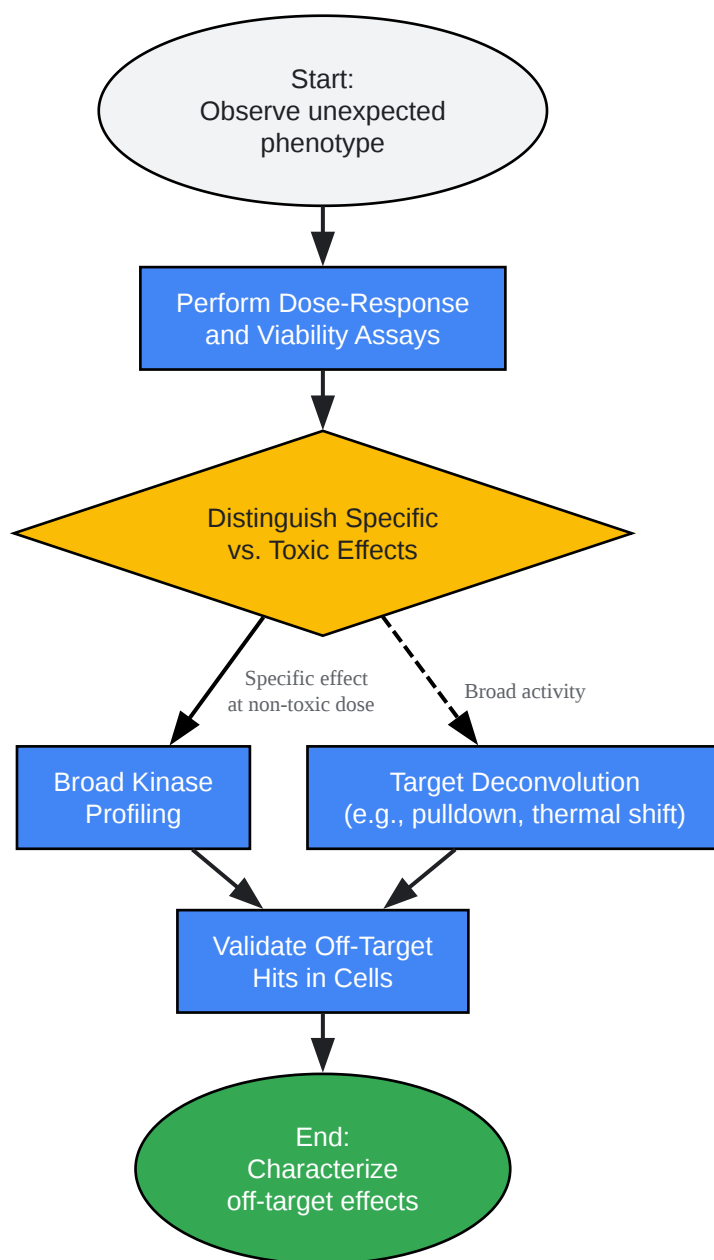 Start:
Observe unexpected
phenotype
Perform Dose-Response
and Viability Assays
Distinguish Specific
vs. Toxic Effects
Specific effect
at non-toxic dose
Broad activity
Broad Kinase
Profiling
Target Deconvolution
(e.g., pulldown, thermal shift)
Validate Off-Target
Hits in Cells
End:
Characterize
off-target effects